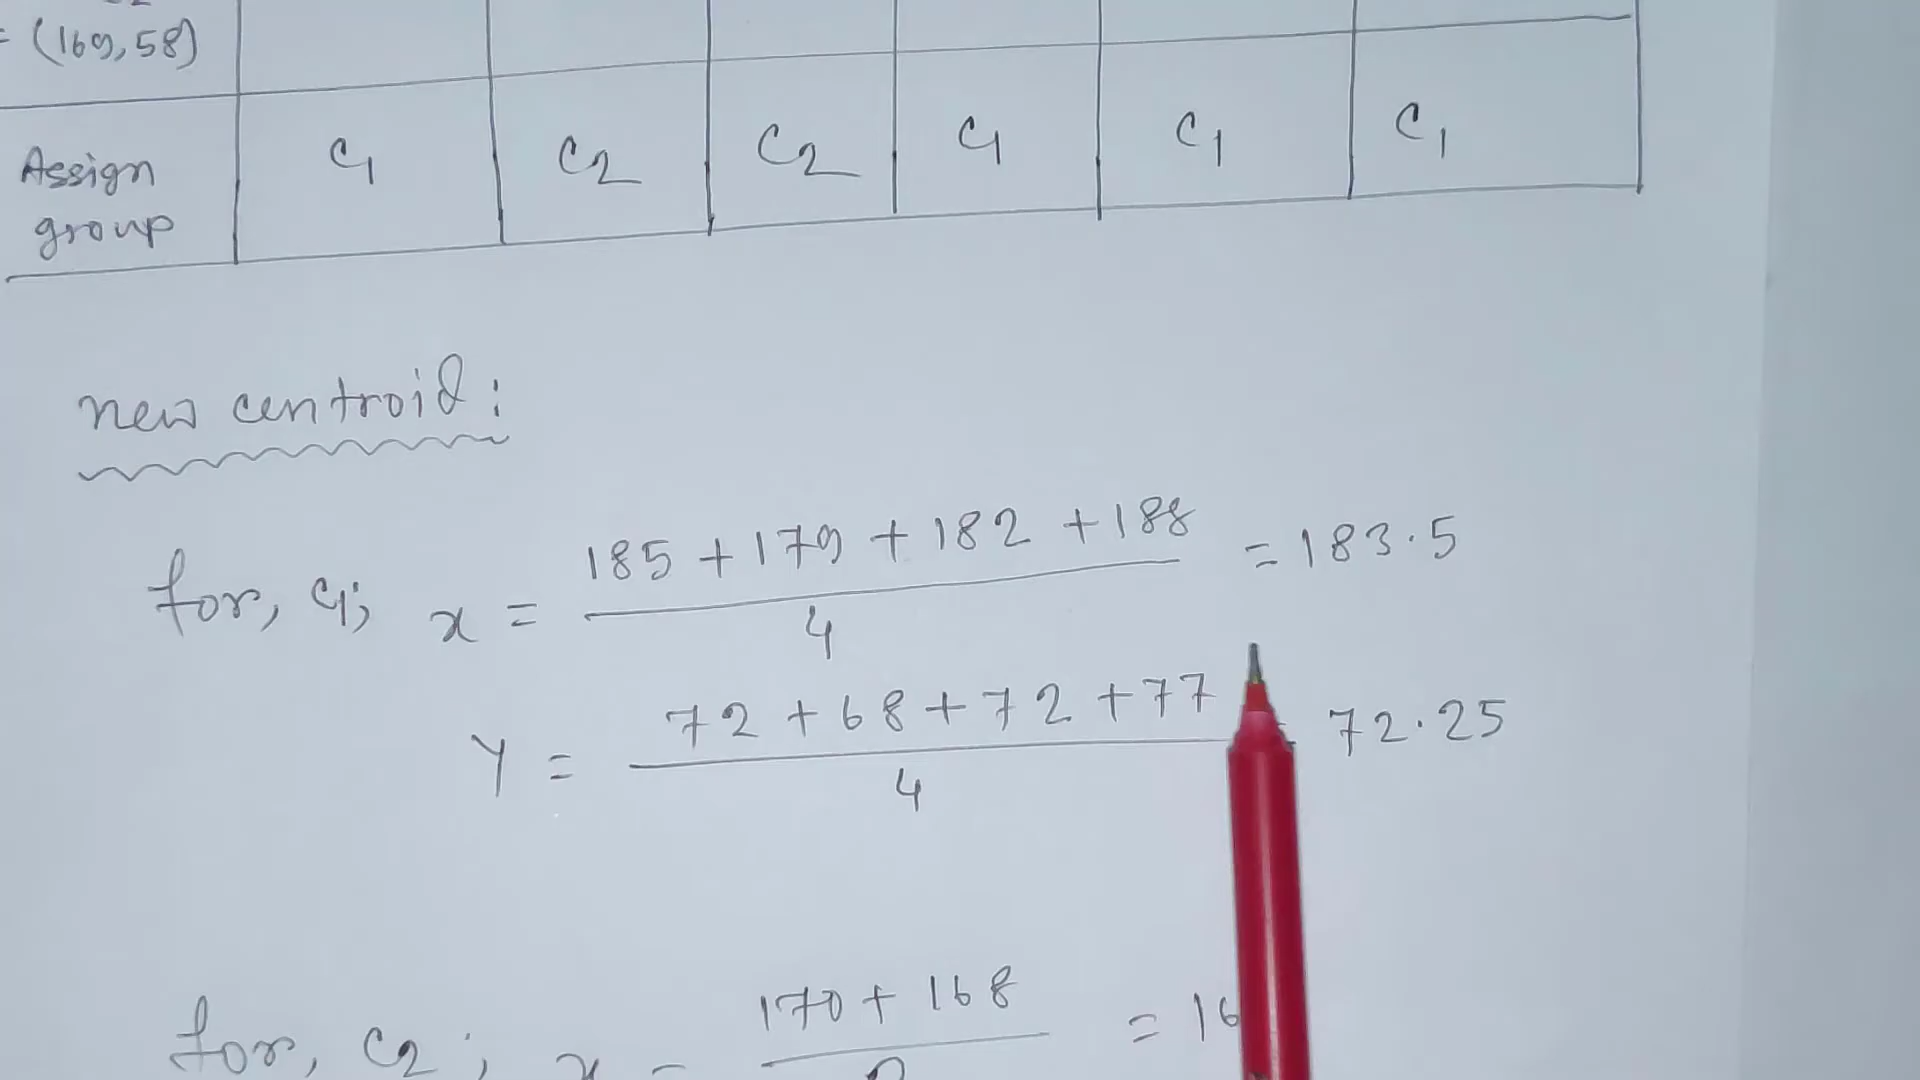 = (169,58)
Assign group C1 C2 C2 C1 C1 C1
new centroid:
for, C1; x = 185 + 179 + 182 + 188 / 4 = 183.5
Y = 72 + 68 + 72 + 77 / 4 72.25
for, C2; x = 170 + 168 = 16